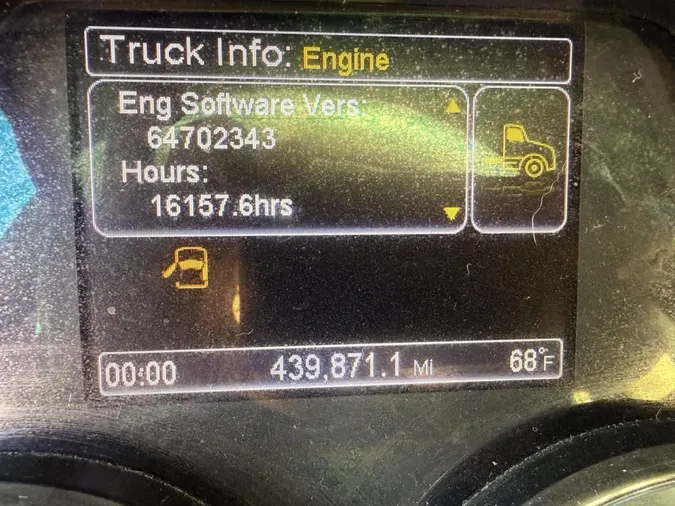 Truck Info: Engine
Eng Software Vers:
64702343
Hours:
16157.6hrs
00:00 439,871.1 Mi 68°F